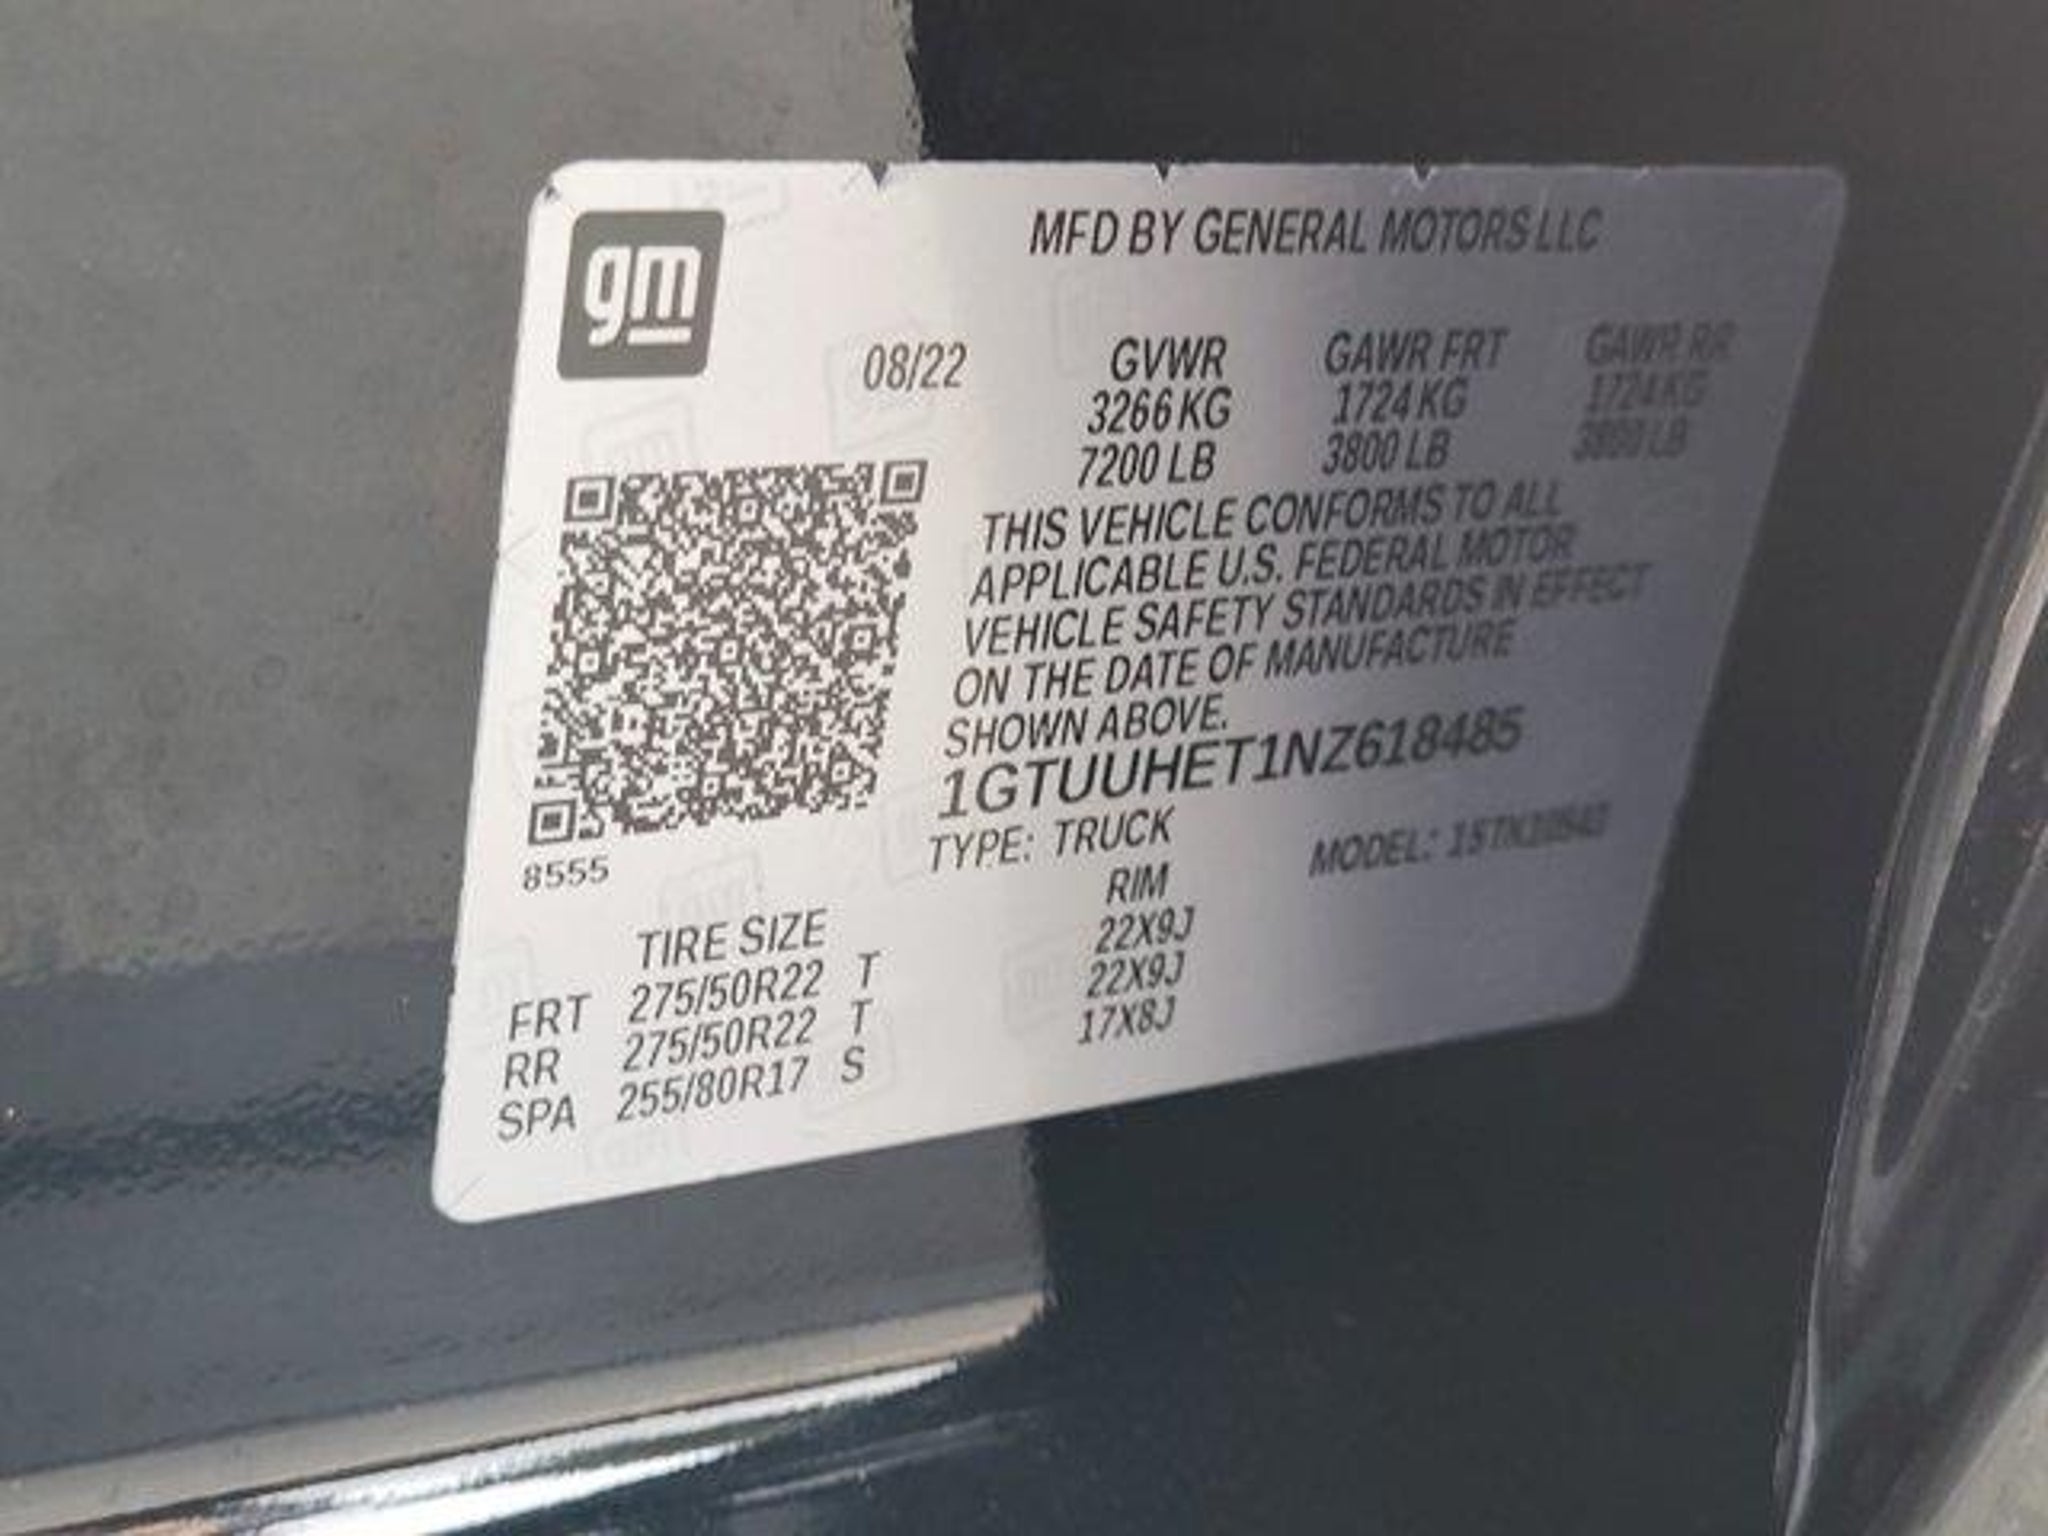 gm
MFD BY GENERAL MOTORS LLC
08/22 GVWR GAWR FRT GAWR RR
3266 KG 1724 KG 1724 KG
7200 LB 3800 LB 3800 LB
THIS VEHICLE CONFORMS TO ALL
APPLICABLE U.S. FEDERAL MOTOR
VEHICLE SAFETY STANDARDS IN EFFECT
ON THE DATE OF MANUFACTURE
SHOWN ABOVE.
1GTUUHET1NZ618485
TYPE: TRUCK MODEL:
8555
TIRE SIZE RIM
FRT 275/50R22 T 22X9J
RR 275/50R22 T 22X9J
SPA 255/80R17 S 17X8J